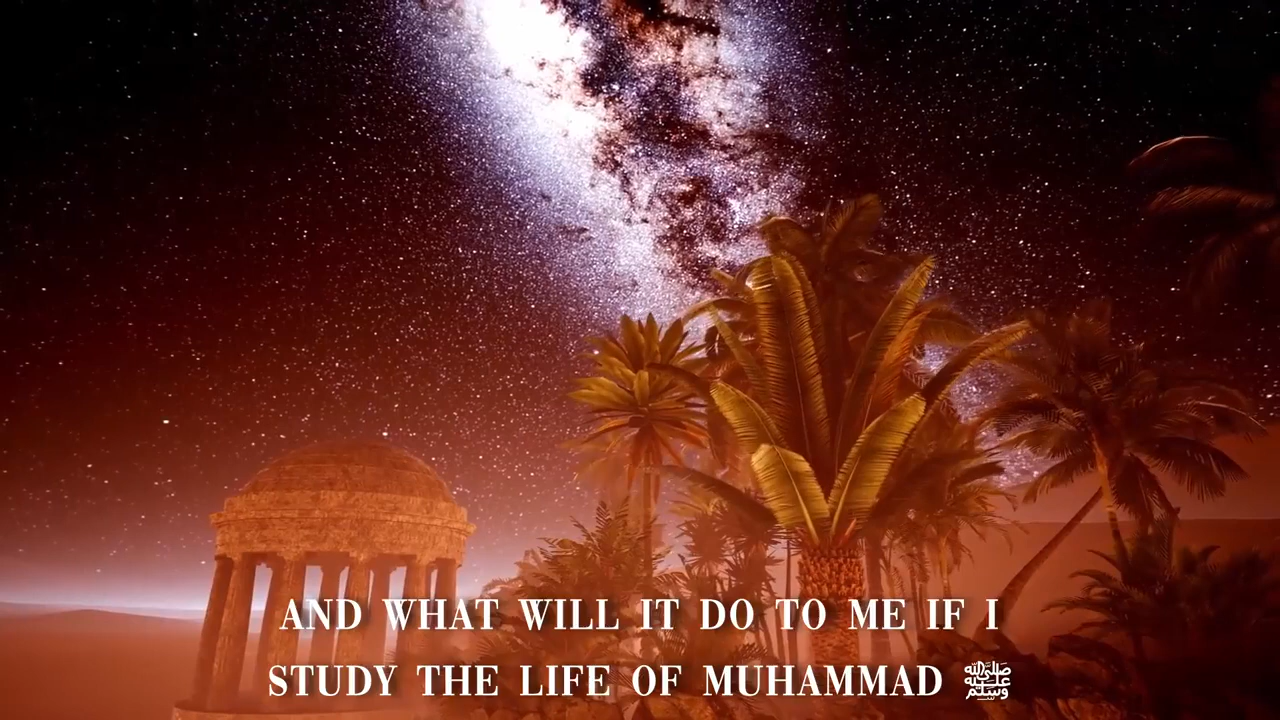 AND WHAT WILL IT DO TO ME IF I
STUDY THE LIFE OF MUHAMMAD ﷺ